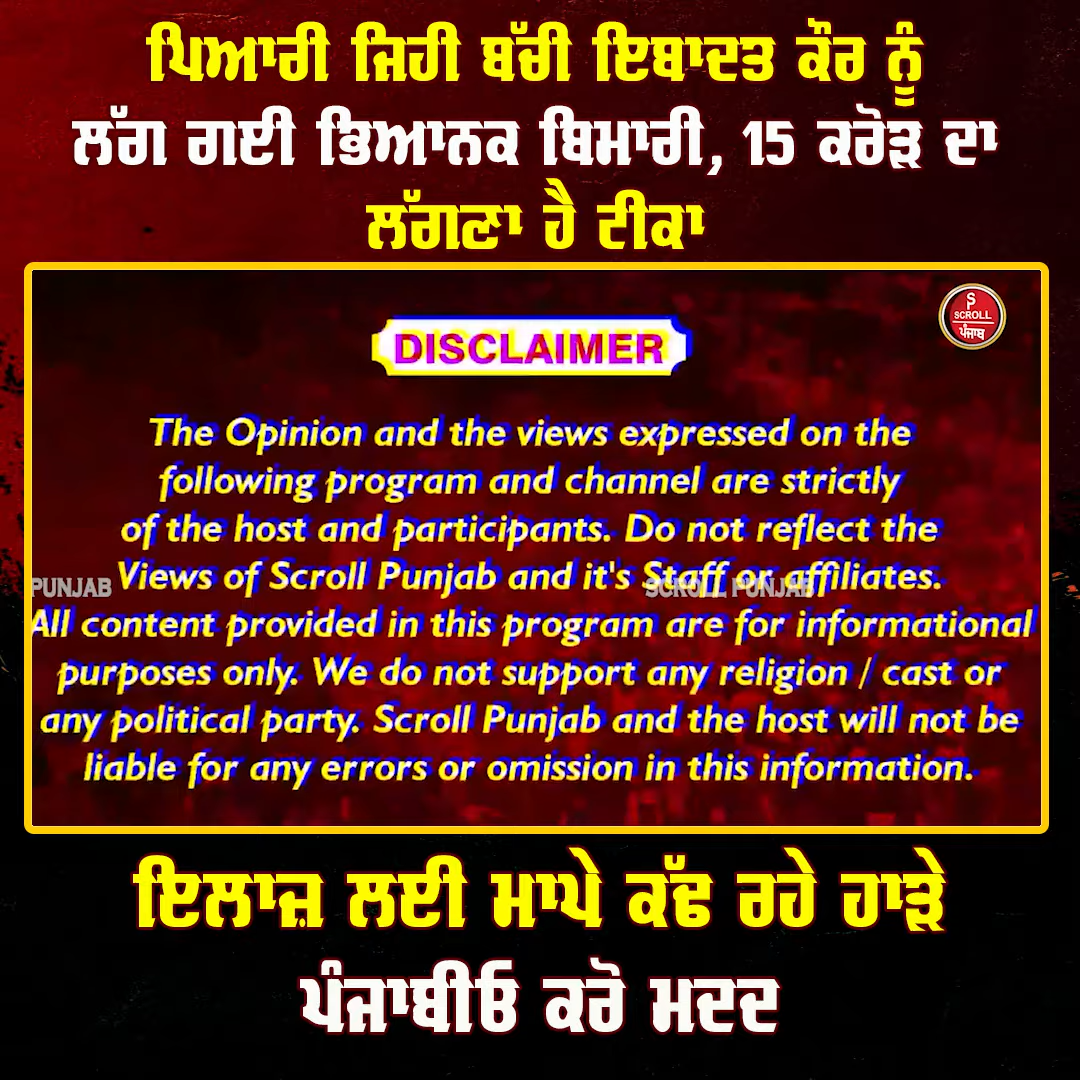 ਪਿਆਰੀ ਜਿਹੀ ਬੱਚੀ ਇਬਾਦਤ ਕੌਰ ਨੂੰ
ਲੱਗ ਗਈ ਭਿਆਨਕ ਬਿਮਾਰੀ, 15 ਕਰੋੜ ਦਾ
ਲੱਗਣਾ ਹੈ ਟੀਕਾ
SP
SCROLL
ਪੰਜਾਬ
DISCLAIMER
The Opinion and the views expressed on the
following program and channel are strictly
of the host and participants. Do not reflect the
Views of Scroll Punjab and it's Staff or affiliates.
PUNJAB
SCROLL PUNJAB
All content provided in this program are for informational
purposes only. We do not support any religion / cast or
any political party. Scroll Punjab and the host will not be
liable for any errors or omission in this information.
ਇਲਾਜ਼ ਲਈ ਮਾਪੇ ਕੱਢ ਰਹੇ ਹਾੜੇ
ਪੰਜਾਬੀਓ ਕਰੋ ਮਦਦ